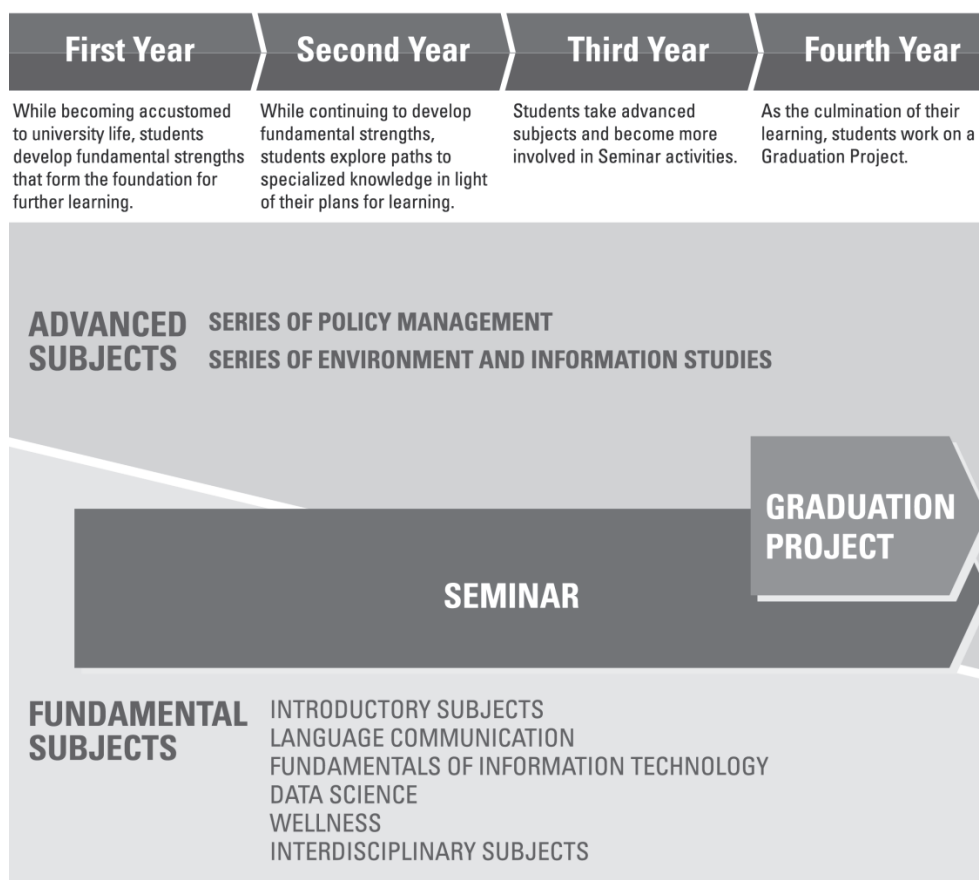 First Year
Second Year
Third Year
Fourth Year
While becoming accustomed
to university life, students
develop fundamental strengths
that form the foundation for
further learning.
While continuing to develop
fundamental strengths,
students explore paths to
specialized knowledge in light
of their plans for learning.
Students take advanced
subjects and become more
involved in Seminar activities.
As the culmination of their
learning, students work on a
Graduation Project.
ADVANCED
SUBJECTS
SERIES OF POLICY MANAGEMENT
SERIES OF ENVIRONMENT AND INFORMATION STUDIES
GRADUATION
PROJECT
SEMINAR
FUNDAMENTAL
SUBJECTS
INTRODUCTORY SUBJECTS
LANGUAGE COMMUNICATION
FUNDAMENTALS OF INFORMATION TECHNOLOGY
DATA SCIENCE
WELLNESS
INTERDISCIPLINARY SUBJECTS